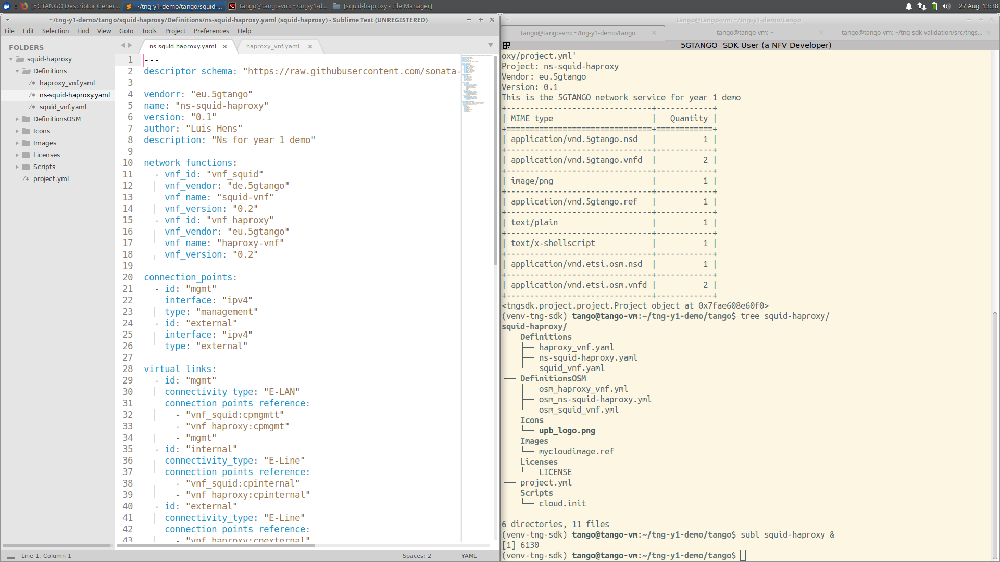 [5GTANGO Descriptor Gener...
~/tng-y1-demo/tango/squid-...
tango@tango-vm: ~/tng-y1-d...
[squid-haproxy - File Manager]
27 Aug, 13:38
~/tng-y1-demo/tango/squid-haproxy/Definitions/ns-squid-haproxy.yaml (squid-haproxy) - Sublime Text (UNREGISTERED)
File Edit Selection Find View Goto Tools Project Preferences Help
FOLDERS
squid-haproxy
Definitions
/* haproxy_vnf.yaml
/* ns-squid-haproxy.yaml
/* squid_vnf.yaml
DefinitionsOSM
Icons
Images
Licenses
Scripts
/* project.yml
ns-squid-haproxy.yaml
haproxy_vnf.yaml
1 ---
2 descriptor_schema: "https://raw.githubusercontent.com/sonata-
3
4 vendorr: "eu.5gtango"
5 name: "ns-squid-haproxy"
6 version: "0.1"
7 author: "Luis Hens"
8 description: "Ns for year 1 demo"
9
10 network_functions:
11 - vnf_id: "vnf_squid"
12 vnf_vendor: "de.5gtango"
13 vnf_name: "squid-vnf"
14 vnf_version: "0.2"
15 - vnf_id: "vnf_haproxy"
16 vnf_vendor: "eu.5gtango"
17 vnf_name: "haproxy-vnf"
18 vnf_version: "0.2"
19
20 connection_points:
21 - id: "mgmt"
22 interface: "ipv4"
23 type: "management"
24 - id: "external"
25 interface: "ipv4"
26 type: "external"
27
28 virtual_links:
29 - id: "mgmt"
30 connectivity_type: "E-LAN"
31 connection_points_reference:
32 - "vnf_squid:cpmgmtt"
33 - "vnf_haproxy:cpmgmt"
34 - "mgmt"
35 - id: "internal"
36 connectivity_type: "E-Line"
37 connection_points_reference:
38 - "vnf_squid:cpinternal"
39 - "vnf_haproxy:cpinternal"
40 - id: "external"
41 connectivity_type: "E-Line"
42 connection_points_reference:
43 - "vnf_haproxy:cpexternal"
Line 1, Column 1
Spaces: 2
YAML
tango@tango-vm: ~/tng-y1-demo/tango
tango@tango-vm: ~/tng-y1-demo/tango
tango@tango-vm: ~
tango@tango-vm: ~/tng-sdk-validation/src/tngs...
5GTANGO SDK User (a NFV Developer)
oxy/project.yml'
Project: ns-squid-haproxy
Vendor: eu.5gtango
Version: 0.1
This is the 5GTANGO network service for year 1 demo
+-------------------------------+------------+
| MIME type                     |   Quantity |
+===============================+============+
| application/vnd.5gtango.nsd   |          1 |
+-------------------------------+------------+
| application/vnd.5gtango.vnfd  |          2 |
+-------------------------------+------------+
| image/png                     |          1 |
+-------------------------------+------------+
| application/vnd.5gtango.ref   |          1 |
+-------------------------------+------------+
| text/plain                    |          1 |
+-------------------------------+------------+
| text/x-shellscript            |          1 |
+-------------------------------+------------+
| application/vnd.etsi.osm.nsd  |          1 |
+-------------------------------+------------+
| application/vnd.etsi.osm.vnfd |          2 |
+-------------------------------+------------+
<tngsdk.project.project.Project object at 0x7fae608e60f0>
(venv-tng-sdk) tango@tango-vm:~/tng-y1-demo/tango$ tree squid-haproxy/
squid-haproxy/
├── Definitions
│   ├── haproxy_vnf.yaml
│   ├── ns-squid-haproxy.yaml
│   └── squid_vnf.yaml
├── DefinitionsOSM
│   ├── osm_haproxy_vnf.yml
│   ├── osm_ns-squid-haproxy.yml
│   └── osm_squid_vnf.yml
├── Icons
│   └── upb_logo.png
├── Images
│   └── mycloudimage.ref
├── Licenses
│   └── LICENSE
├── project.yml
└── Scripts
    └── cloud.init
6 directories, 11 files
(venv-tng-sdk) tango@tango-vm:~/tng-y1-demo/tango$ subl squid-haproxy &
[1] 6130
(venv-tng-sdk) tango@tango-vm:~/tng-y1-demo/tango$